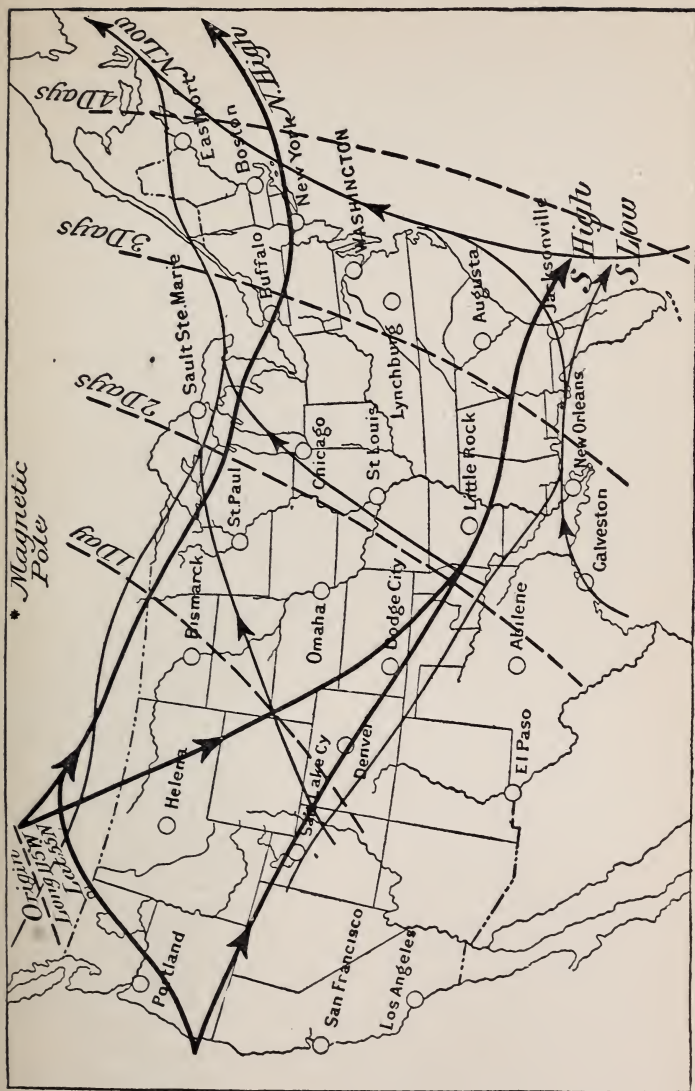 * Magnetic
Pole
Origin
Long 115W
Lat. 55N
1 Day
2 Days
3 Days
4 Days
N. Low
N. High
Portland
Helena
Bismarck
St. Paul
Sault Ste. Marie
Buffalo
Boston
Eastport
New York
WASHINGTON
San Francisco
Salt Lake Cy
Denver
Omaha
Chicago
St Louis
Lynchburg
Los Angeles
Dodge City
Little Rock
Augusta
El Paso
Abilene
Galveston
New Orleans
Jacksonville
S High
S Low